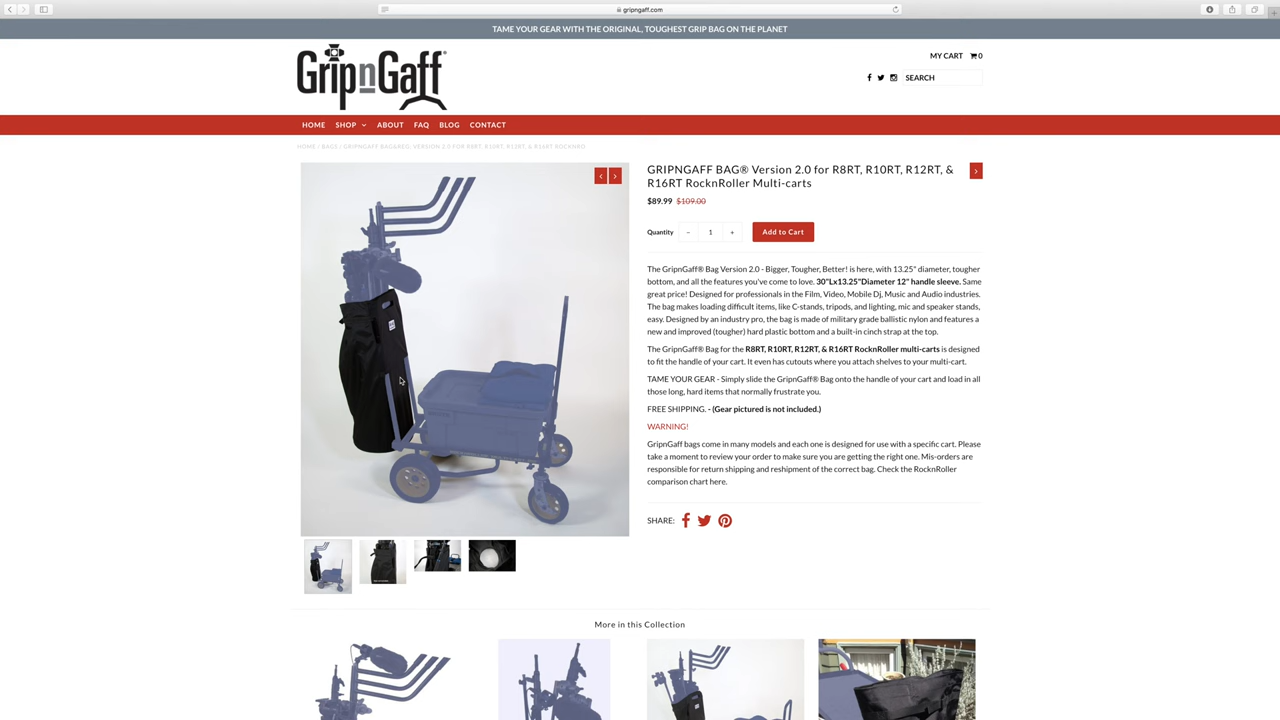 gripngaff.com
TAME YOUR GEAR WITH THE ORIGINAL, TOUGHEST GRIP BAG ON THE PLANET
GripnGaff
MY CART 0
SEARCH
HOME SHOP ABOUT FAQ BLOG CONTACT
HOME / BAGS / GRIPNGAFF BAG&REG; VERSION 2.0 FOR R8RT, R10RT, R12RT, & R16RT ROCKNRO
GRIPNGAFF BAG® Version 2.0 for R8RT, R10RT, R12RT, &
R16RT RocknRoller Multi-carts
$89.99 $109.00
Quantity − 1 + Add to Cart
The GripnGaff® Bag Version 2.0 - Bigger, Tougher, Better! is here, with 13.25" diameter, tougher
bottom, and all the features you've come to love. 30"Lx13.25"Diameter 12" handle sleeve. Same
great price! Designed for professionals in the Film, Video, Mobile Dj, Music and Audio industries.
The bag makes loading difficult items, like C-stands, tripods, and lighting, mic and speaker stands,
easy. Designed by an industry pro, the bag is made of military grade ballistic nylon and features a
new and improved (tougher) hard plastic bottom and a built-in cinch strap at the top.
The GripnGaff® Bag for the R8RT, R10RT, R12RT, & R16RT RocknRoller multi-carts is designed
to fit the handle of your cart. It even has cutouts where you attach shelves to your multi-cart.
TAME YOUR GEAR - Simply slide the GripnGaff® Bag onto the handle of your cart and load in all
those long, hard items that normally frustrate you.
FREE SHIPPING. - (Gear pictured is not included.)
WARNING!
GripnGaff bags come in many models and each one is designed for use with a specific cart. Please
take a moment to review your order to make sure you are getting the right one. Mis-orders are
responsible for return shipping and reshipment of the correct bag. Check the RocknRoller
comparison chart here.
SHARE:
More in this Collection